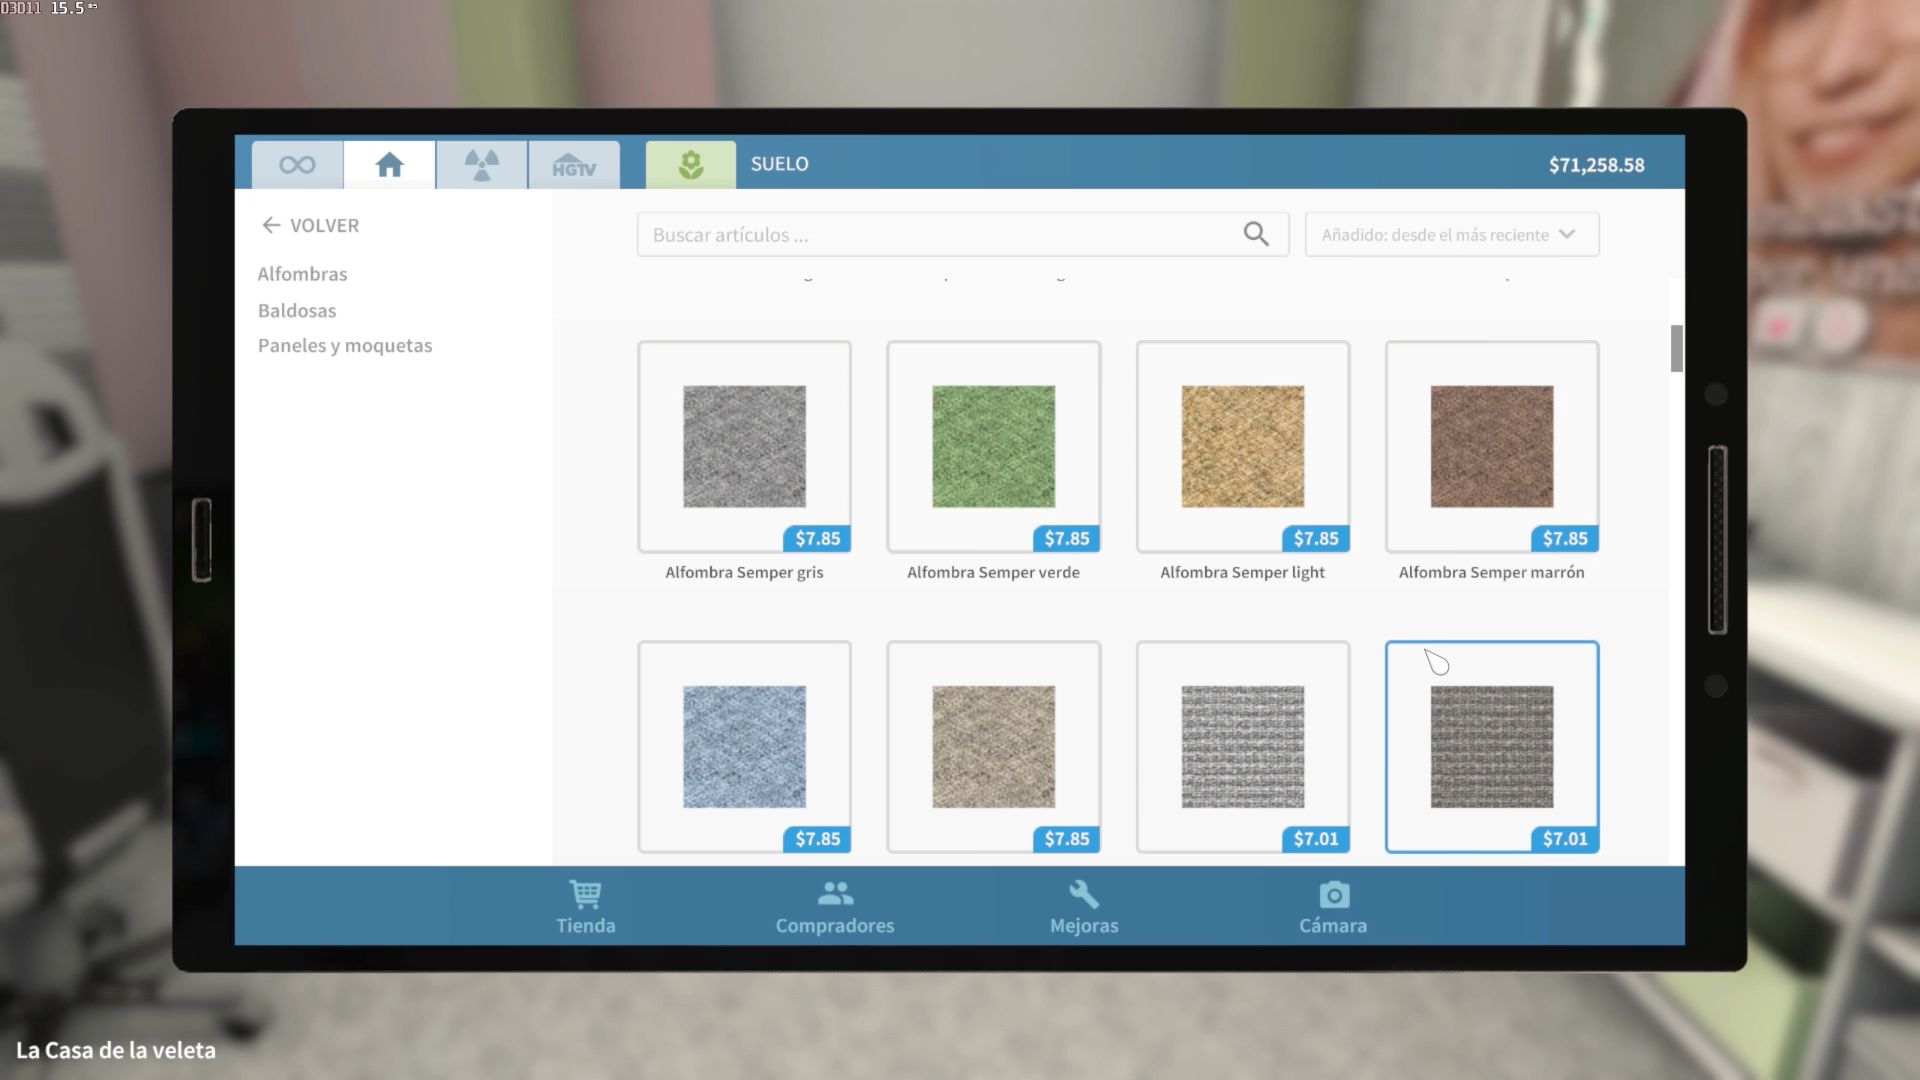 D3D11 15.5 ms
HGTV
SUELO
$71,258.58
VOLVER
Alfombras
Baldosas
Paneles y moquetas
Buscar artículos ...
Añadido: desde el más reciente
$7.85
$7.85
$7.85
$7.85
Alfombra Semper gris
Alfombra Semper verde
Alfombra Semper light
Alfombra Semper marrón
$7.85
$7.85
$7.01
$7.01
Tienda
Compradores
Mejoras
Cámara
La Casa de la veleta